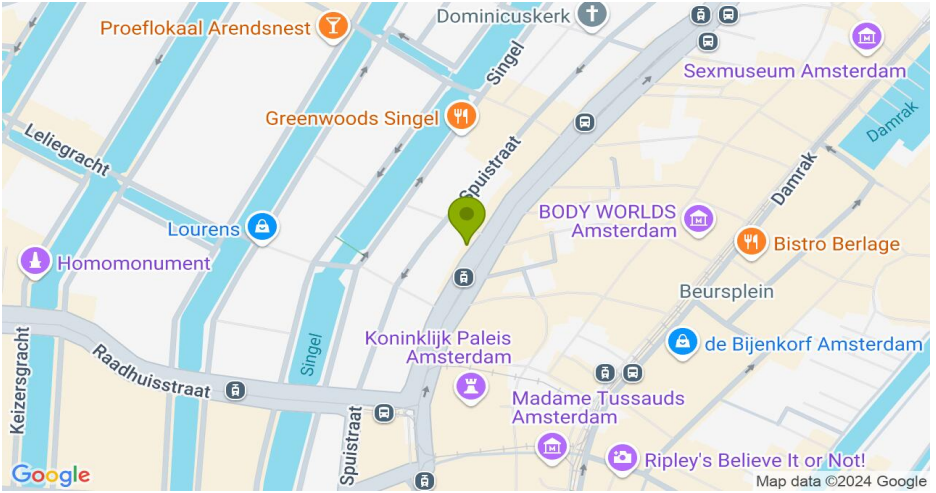 Dominicuskerk
Proeflokaal Arendsnest
Singel
Sexmuseum Amsterdam
Greenwoods Singel
Damrak
Leliegracht
Spuistraat
Damrak
BODY WORLDS
Amsterdam
Lourens
Bistro Berlage
Homomonument
Beursplein
Koninklijk Paleis
Amsterdam
de Bijenkorf Amsterdam
Singel
Keizersgracht
Raadhuisstraat
Madame Tussauds
Amsterdam
Spuistraat
Ripley's Believe It or Not!
Google
Map data ©2024 Google